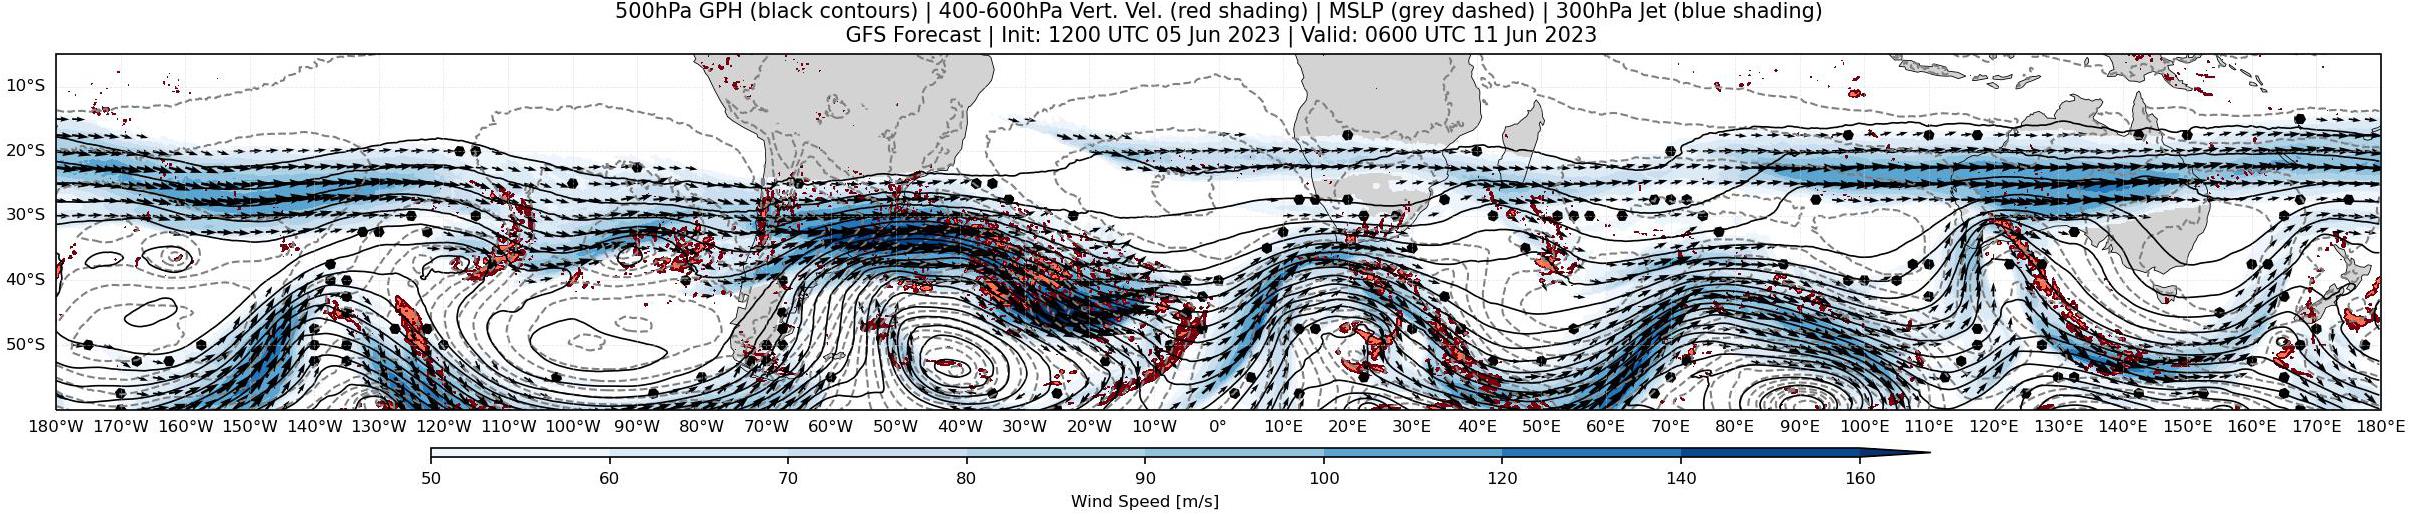 500hPa GPH (black contours) | 400-600hPa Vert. Vel. (red shading) | MSLP (grey dashed) | 300hPa Jet (blue shading)
GFS Forecast | Init: 1200 UTC 05 Jun 2023 | Valid: 0600 UTC 11 Jun 2023
10°S
20°S
30°S
40°S
50°S
180°W 170°W 160°W 150°W 140°W 130°W 120°W 110°W 100°W 90°W 80°W 70°W 60°W 50°W 40°W 30°W 20°W 10°W 0° 10°E 20°E 30°E 40°E 50°E 60°E 70°E 80°E 90°E 100°E 110°E 120°E 130°E 140°E 150°E 160°E 170°E 180°E
50 60 70 80 90 100 120 140 160
Wind Speed [m/s]